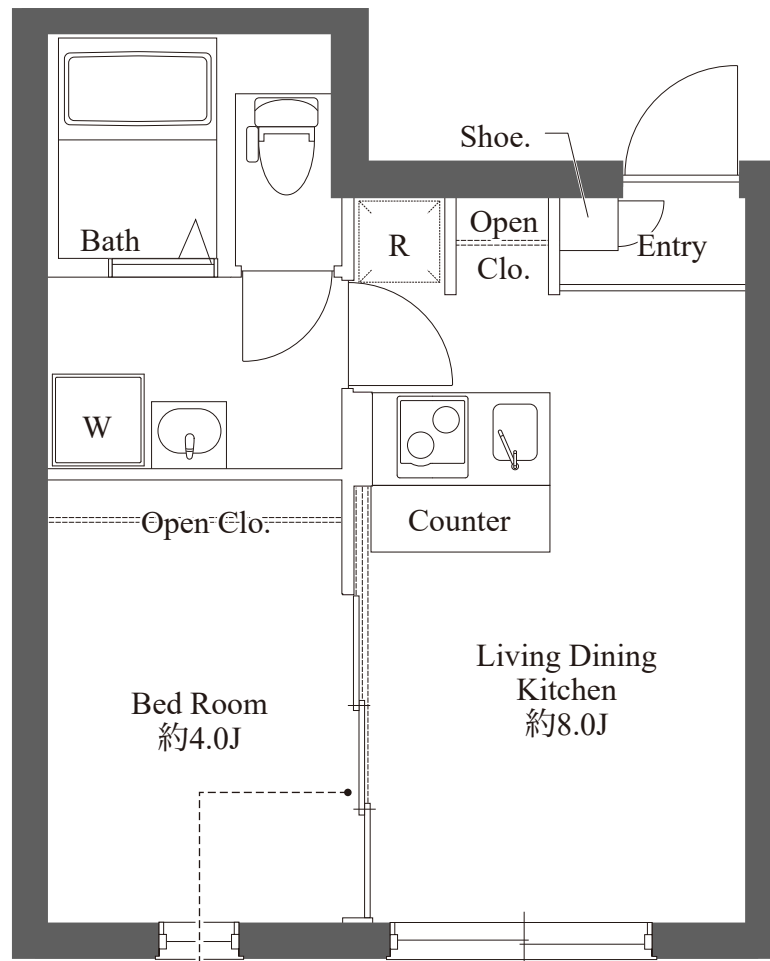 Shoe.
Open
Clo.
Entry
R
Bath
W
Open Clo.
Counter
Living Dining
Kitchen
約8.0J
Bed Room
約4.0J